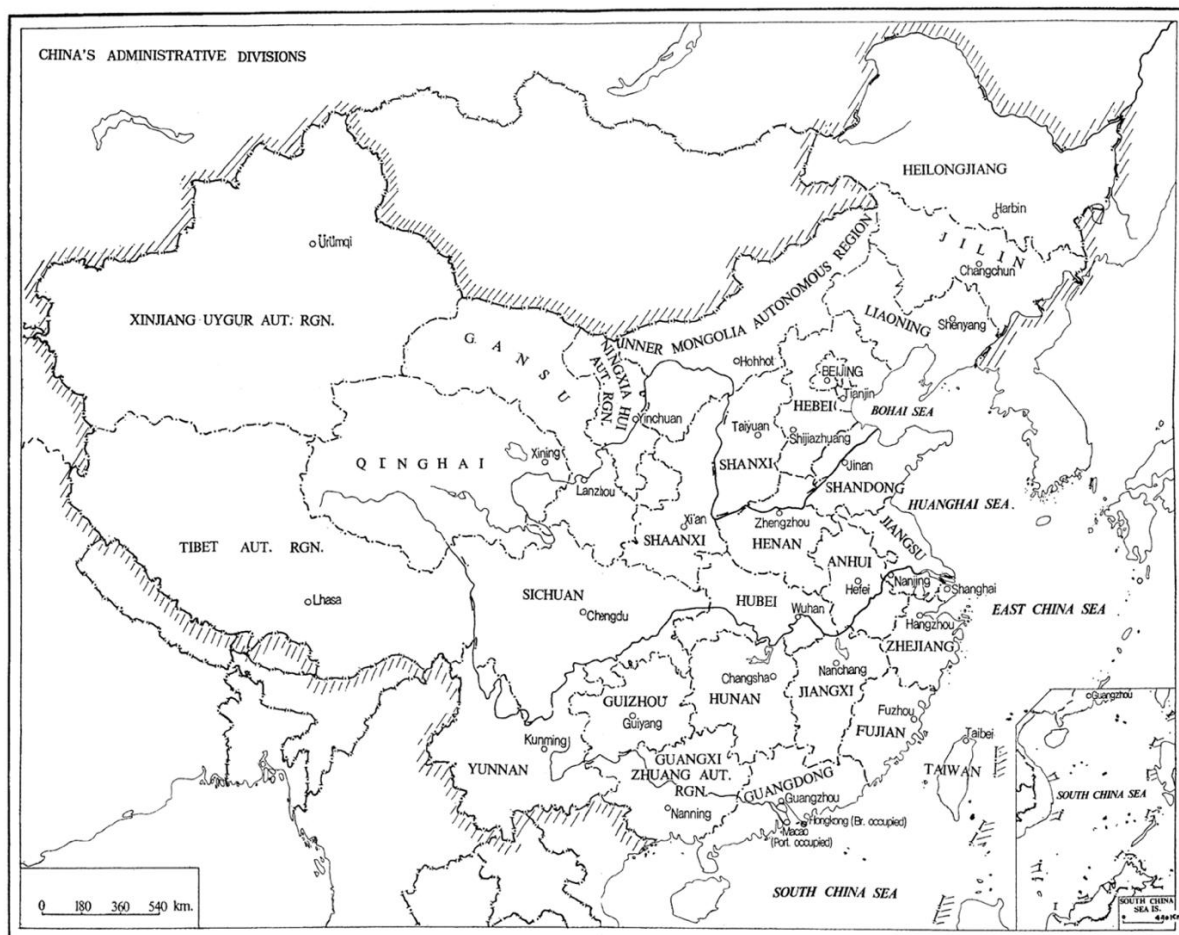 CHINA'S ADMINISTRATIVE DIVISIONS
HEILONGJIANG
Harbin
JILIN
Changchun
Ürümqi
XINJIANG UYGUR AUT. RGN.
INNER MONGOLIA AUTONOMOUS REGION
LIAONING
Shenyang
GANSU
NINGXIA HUI
AUT. RGN.
Hohhot
BEIJING
Tianjin
HEBEI
BOHAI SEA
Yinchuan
Taiyuan
Shijiazhuang
QINGHAI
Xining
SHANXI
Jinan
Lanzhou
SHANDONG
HUANGHAI SEA.
Xi'an
Zhengzhou
SHAANXI
HENAN
JIANGSU
TIBET AUT. RGN.
ANHUI
Hefei
Nanjing
Shanghai
SICHUAN
Lhasa
Chengdu
HUBEI
Wuhan
EAST CHINA SEA
Hangzhou
ZHEJIANG
Nanchang
Changsha
GUIZHOU
HUNAN
JIANGXI
Guiyang
Fuzhou
FUJIAN
Guangzhou
Kunming
Taibei
YUNNAN
GUANGXI
ZHUANG AUT.
RGN.
GUANGDONG
TAIWAN
Guangzhou
Nanning
Hongkong (Br. occupied)
Macao
(Port. occupied)
SOUTH CHINA SEA
SOUTH CHINA SEA
0 180 360 540 km.
SOUTH CHINA
SEA IS.